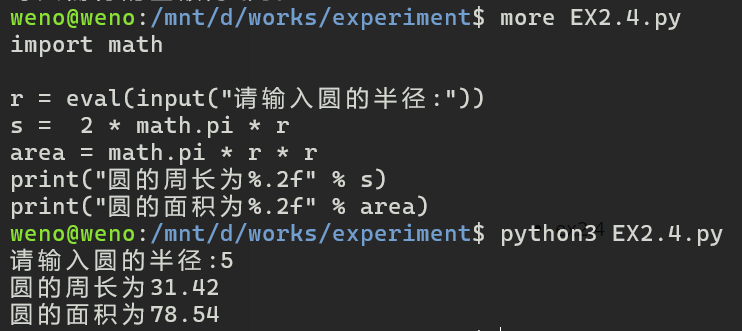 weno@weno:/mnt/d/works/experiment$ more EX2.4.py
import math
r = eval(input("请输入圆的半径:"))
s =  2 * math.pi * r
area = math.pi * r * r
print("圆的周长为%.2f" % s)
print("圆的面积为%.2f" % area)
weno@weno:/mnt/d/works/experiment$ python3 EX2.4.py
请输入圆的半径:5
圆的周长为31.42
圆的面积为78.54